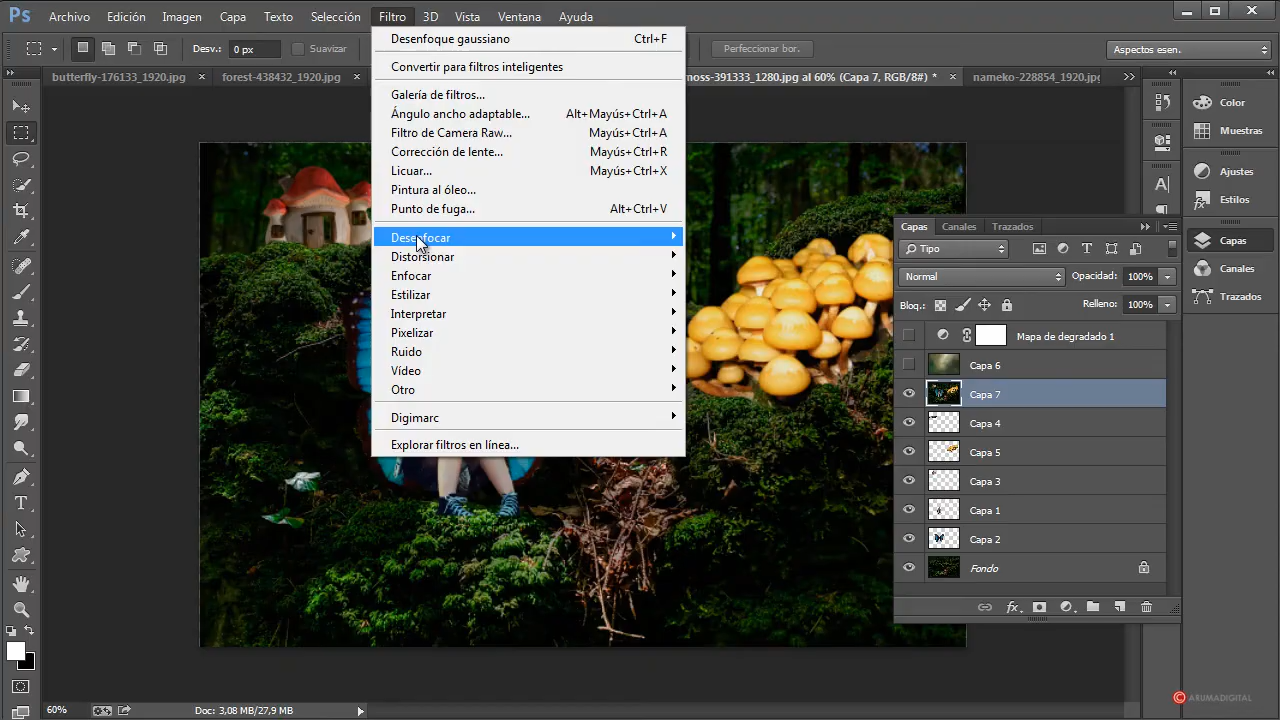 Ps Archivo Edición Imagen Capa Texto Selección Filtro 3D Vista Ventana Ayuda
Desv.: 0 px Suavizar Perfeccionar bor. Aspectos esen.
butterfly-176133_1920.jpg × forest-438432_1920.jpg × moss-391333_1280.jpg al 60% (Capa 7, RGB/8#) * × nameko-228854_1920.jpg
Desenfoque gaussiano Ctrl+F
Convertir para filtros inteligentes
Galería de filtros...
Ángulo ancho adaptable... Alt+Mayús+Ctrl+A
Filtro de Camera Raw... Mayús+Ctrl+A
Corrección de lente... Mayús+Ctrl+R
Licuar... Mayús+Ctrl+X
Pintura al óleo...
Punto de fuga... Alt+Ctrl+V
Desenfocar
Distorsionar
Enfocar
Estilizar
Interpretar
Pixelizar
Ruido
Vídeo
Otro
Digimarc
Explorar filtros en línea...
Color
Muestras
Ajustes
Estilos
Capas
Canales
Trazados
Capas Canales Trazados
Tipo
Normal Opacidad: 100%
Bloq.: Relleno: 100%
Mapa de degradado 1
Capa 6
Capa 7
Capa 4
Capa 5
Capa 3
Capa 1
Capa 2
Fondo
fx
60% Doc: 3,08 MB/27,9 MB
© ARUMADIGITAL